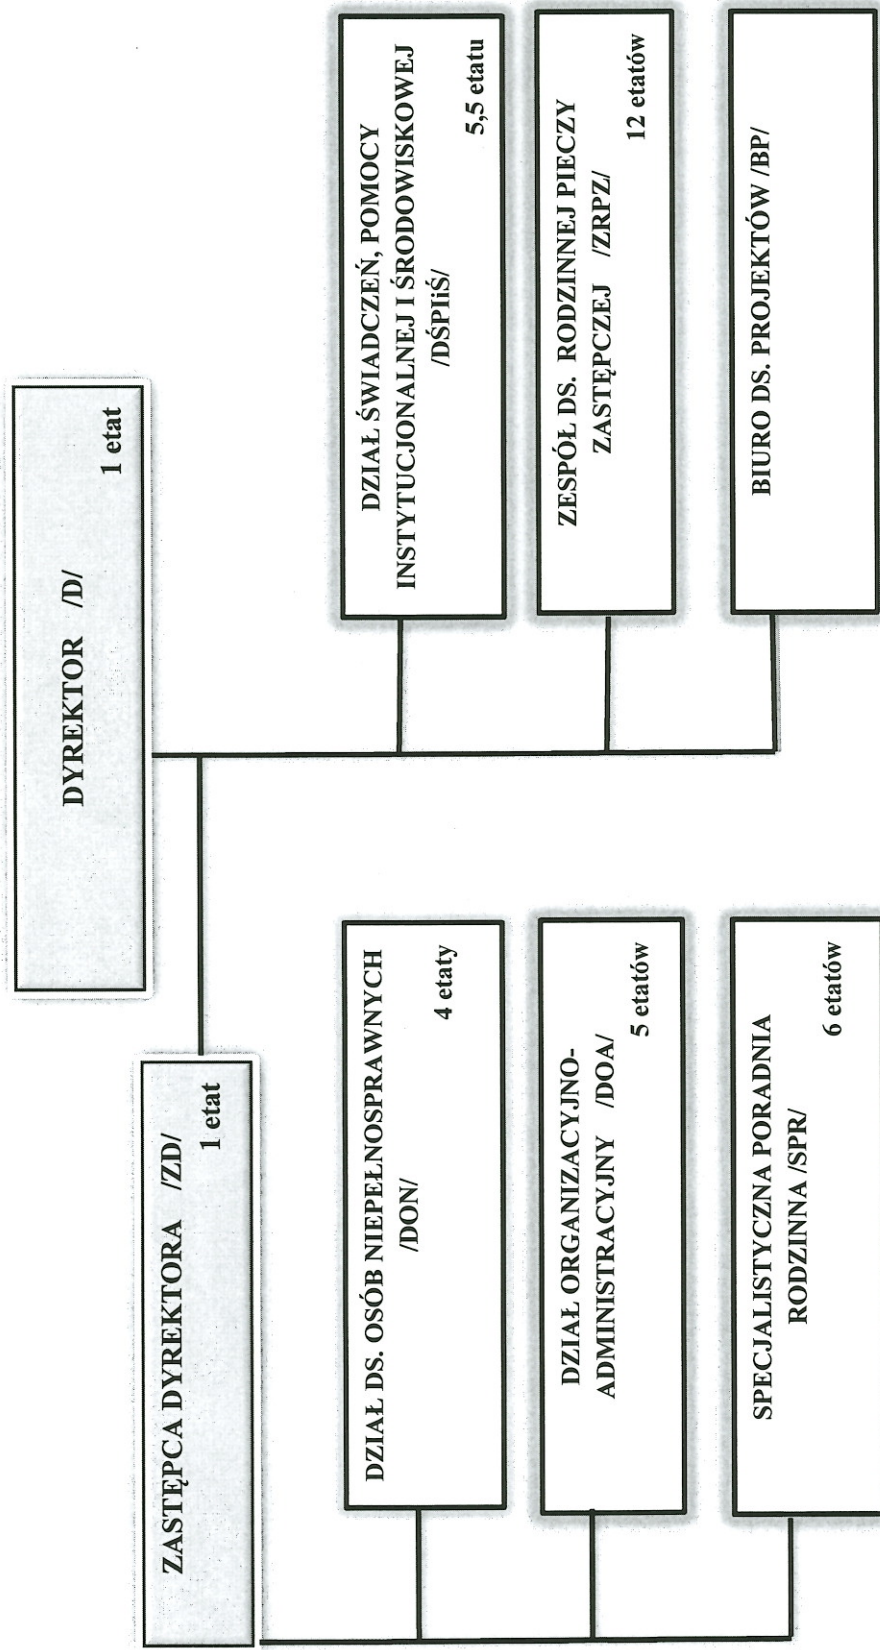 DYREKTOR /D/
1 etat
ZASTĘPCA DYREKTORA /ZD/
1 etat
DZIAŁ DS. OSÓB NIEPEŁNOSPRAWNYCH
/DON/
4 etaty
DZIAŁ ORGANIZACYJNO-
ADMINISTRACYJNY /DOA/
5 etatów
SPECJALISTYCZNA PORADNIA
RODZINNA /SPR/
6 etatów
DZIAŁ ŚWIADCZEŃ, POMOCY
INSTYTUCJONALNEJ I ŚRODOWISKOWEJ
/DŚPIiŚ/
5,5 etatu
ZESPÓŁ DS. RODZINNEJ PIECZY
ZASTĘPCZEJ /ZRPZ/
12 etatów
BIURO DS. PROJEKTÓW /BP/